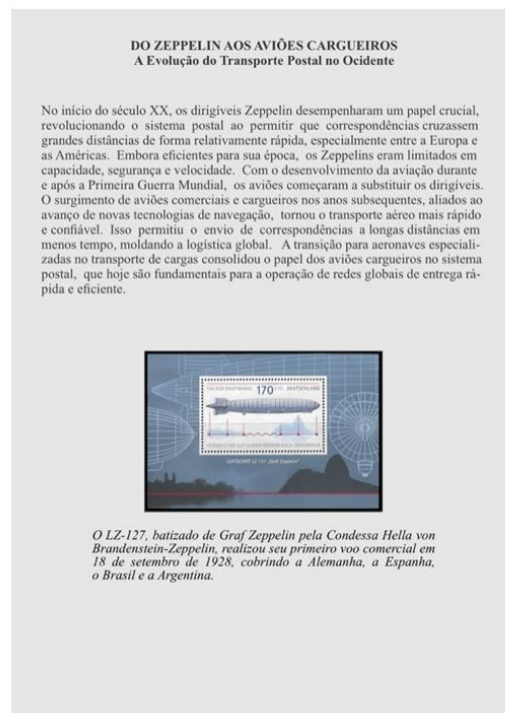 DO ZEPPELIN AOS AVIÕES CARGUEIROS
A Evolução do Transporte Postal no Ocidente
No início do século XX, os dirigíveis Zeppelin desempenharam um papel crucial,
revolucionando o sistema postal ao permitir que correspondências cruzassem
grandes distâncias de forma relativamente rápida, especialmente entre a Europa e
as Américas. Embora eficientes para sua época, os Zeppelins eram limitados em
capacidade, segurança e velocidade. Com o desenvolvimento da aviação durante
e após a Primeira Guerra Mundial, os aviões começaram a substituir os dirigíveis.
O surgimento de aviões comerciais e cargueiros nos anos subsequentes, aliados ao
avanço de novas tecnologias de navegação, tornou o transporte aéreo mais rápido
e confiável. Isso permitiu o envio de correspondências a longas distâncias em
menos tempo, moldando a logística global. A transição para aeronaves especiali-
zadas no transporte de cargas consolidou o papel dos aviões cargueiros no sistema
postal, que hoje são fundamentais para a operação de redes globais de entrega rá-
pida e eficiente.
TAG DER BRIEFMARKE 170 DEUTSCHLAND
LUFTSCHIFF LZ 127 „Graf Zeppelin"
O LZ-127, batizado de Graf Zeppelin pela Condessa Hella von
Brandenstein-Zeppelin, realizou seu primeiro voo comercial em
18 de setembro de 1928, cobrindo a Alemanha, a Espanha,
o Brasil e a Argentina.